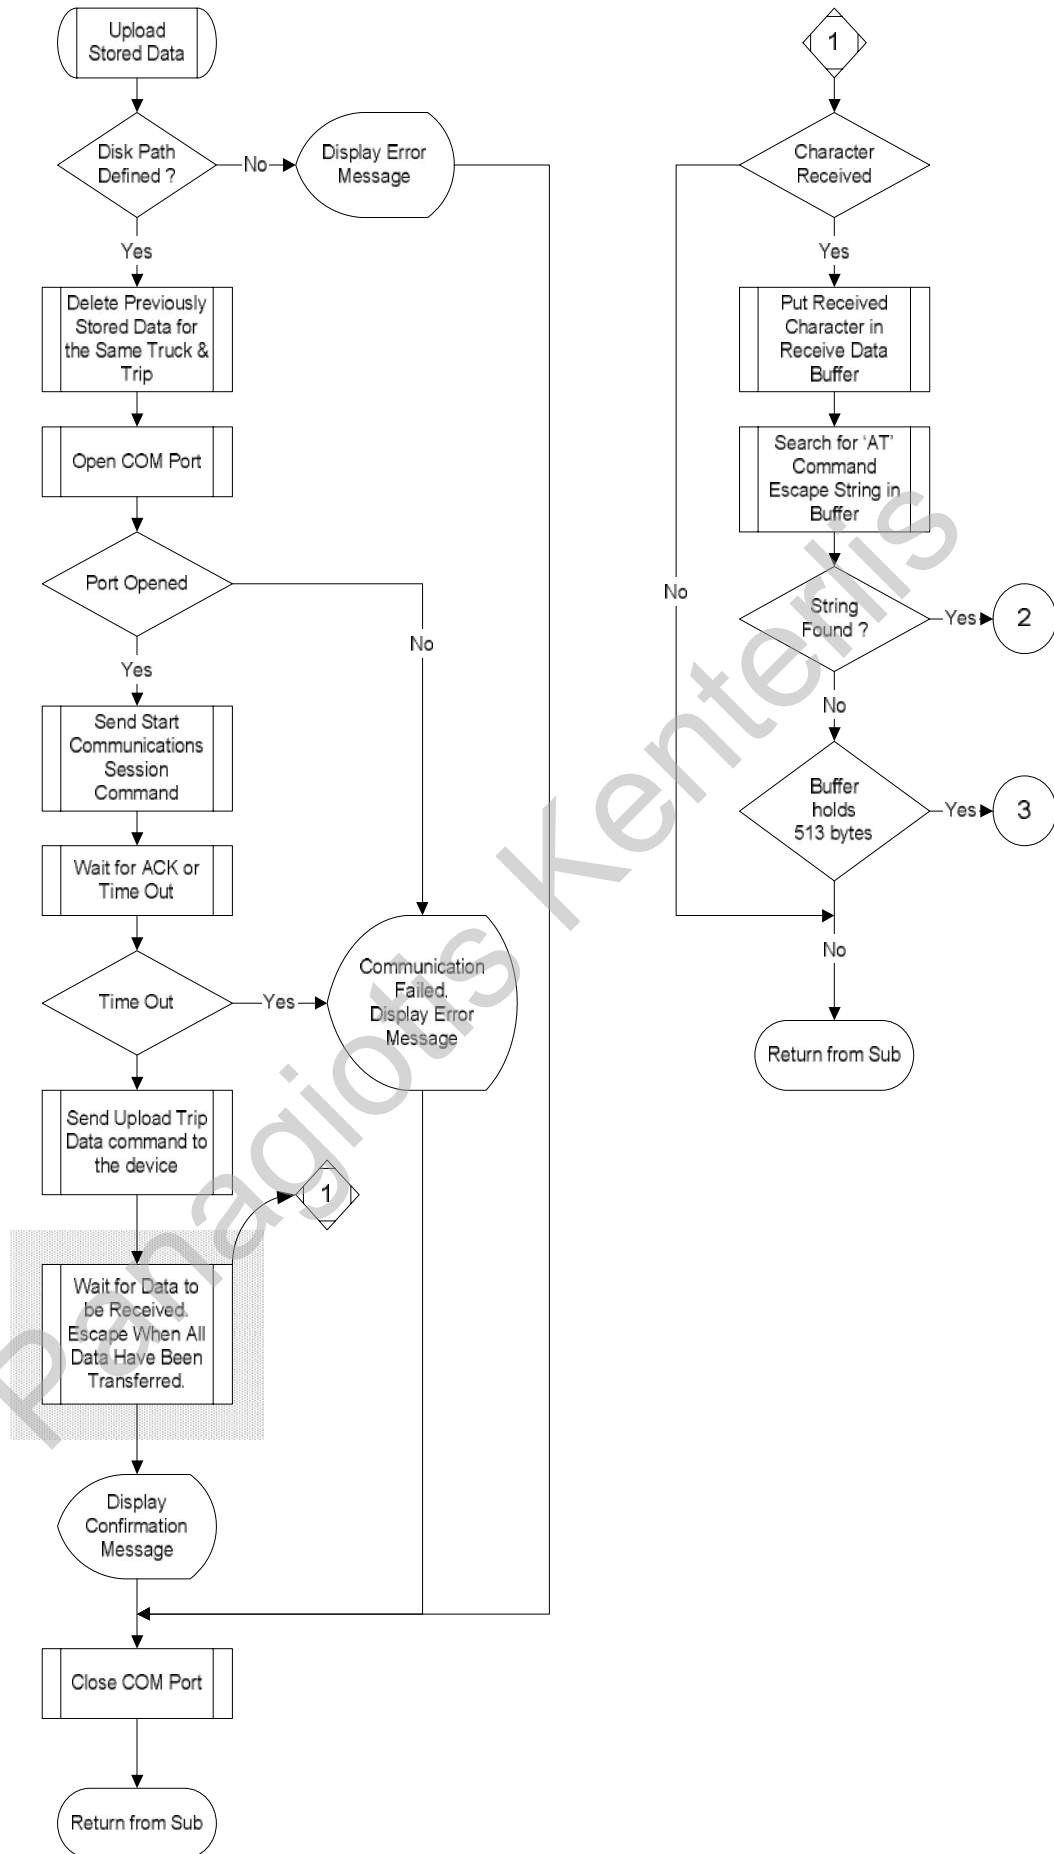 Upload
Stored Data
Disk Path
Defined ?
No
Display Error
Message
Yes
Delete Previously
Stored Data for
the Same Truck &
Trip
Open COM Port
Port Opened
No
Yes
Send Start
Communications
Session
Command
Wait for ACK or
Time Out
Time Out
Yes
Communication
Failed.
Display Error
Message
Send Upload Trip
Data command to
the device
1
Wait for Data to
be Received.
Escape When All
Data Have Been
Transferred.
Display
Confirmation
Message
Close COM Port
Return from Sub
1
Character
Received
Yes
No
Put Received
Character in
Receive Data
Buffer
Search for ‘AT’
Command
Escape String in
Buffer
String
Found ?
Yes
2
No
Buffer
holds
513 bytes
Yes
3
No
Return from Sub
Panagiotis Kenterlis